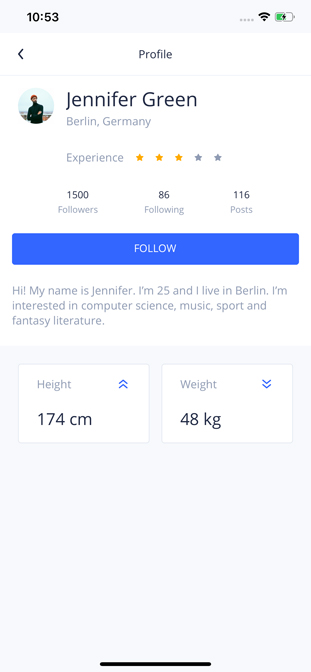 10:53
Profile
Jennifer Green
Berlin, Germany
Experience
1500 86 116
Followers Following Posts
FOLLOW
Hi! My name is Jennifer. I'm 25 and I live in Berlin. I'm
interested in computer science, music, sport and
fantasy literature.
Height Weight
174 cm 48 kg